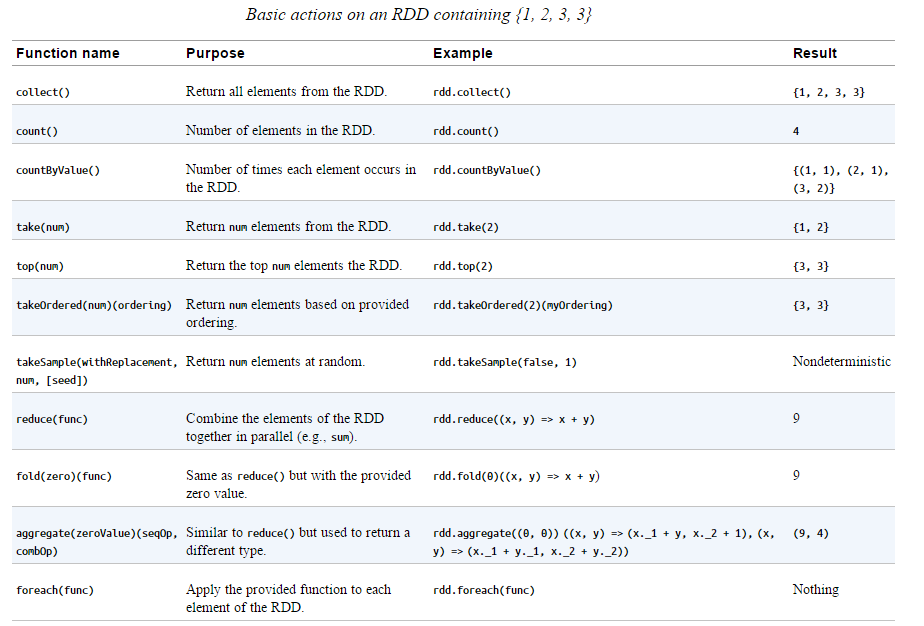 Basic actions on an RDD containing {1, 2, 3, 3}
Function name Purpose Example Result
collect() Return all elements from the RDD. rdd.collect() {1, 2, 3, 3}
count() Number of elements in the RDD. rdd.count() 4
countByValue() Number of times each element occurs in rdd.countByValue() {(1, 1), (2, 1),
the RDD. (3, 2)}
take(num) Return num elements from the RDD. rdd.take(2) {1, 2}
top(num) Return the top num elements the RDD. rdd.top(2) {3, 3}
takeOrdered(num)(ordering) Return num elements based on provided rdd.takeOrdered(2)(myOrdering) {3, 3}
ordering.
takeSample(withReplacement, Return num elements at random. rdd.takeSample(false, 1) Nondeterministic
num, [seed])
reduce(func) Combine the elements of the RDD rdd.reduce((x, y) => x + y) 9
together in parallel (e.g., sum).
fold(zero)(func) Same as reduce() but with the provided rdd.fold(0)((x, y) => x + y) 9
zero value.
aggregate(zeroValue)(seqOp, Similar to reduce() but used to return a rdd.aggregate((0, 0)) ((x, y) => (x._1 + y, x._2 + 1), (x, (9, 4)
combOp) different type. y) => (x._1 + y._1, x._2 + y._2))
foreach(func) Apply the provided function to each rdd.foreach(func) Nothing
element of the RDD.